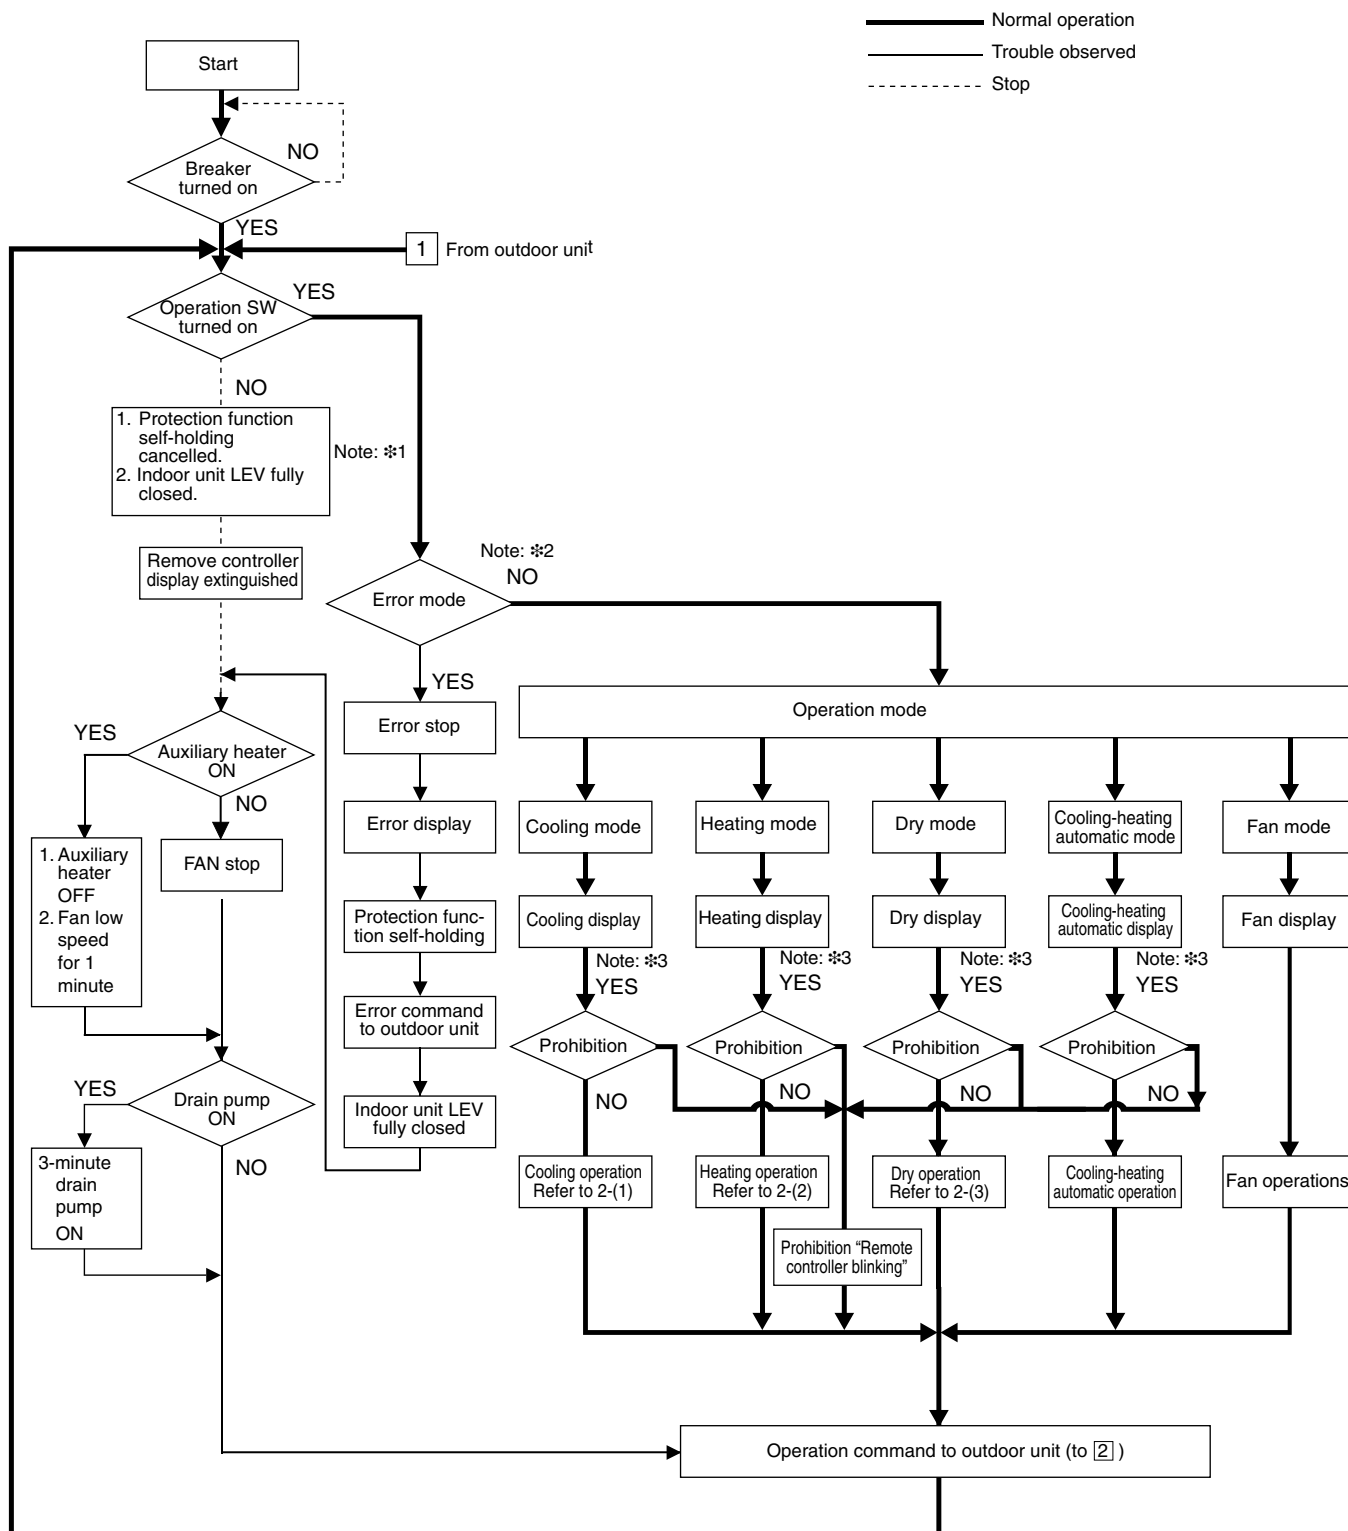 Normal operation
Trouble observed
Stop
Start
NO
Breaker
turned on
YES
1 From outdoor unit
YES
Operation SW
turned on
NO
1. Protection function
self-holding
cancelled.
2. Indoor unit LEV fully
closed.
Note: ✻1
Remove controller
display extinguished
Note: ✻2
NO
Error mode
YES
Operation mode
Error stop
YES
Auxiliary heater
ON
NO
Error display
Cooling mode
Heating mode
Dry mode
Cooling-heating
automatic mode
Fan mode
1. Auxiliary
heater
OFF
2. Fan low
speed
for 1
minute
FAN stop
Protection func-
tion self-holding
Cooling display
Heating display
Dry display
Cooling-heating
automatic display
Fan display
Note: ✻3
YES
Note: ✻3
YES
Note: ✻3
YES
Note: ✻3
YES
Error command
to outdoor unit
Prohibition
Prohibition
Prohibition
Prohibition
NO
NO
NO
NO
YES
Drain pump
ON
NO
Indoor unit LEV
fully closed
3-minute
drain
pump
ON
Cooling operation
Refer to 2-(1)
Heating operation
Refer to 2-(2)
Dry operation
Refer to 2-(3)
Cooling-heating
automatic operation
Fan operations
Prohibition “Remote
controller blinking”
Operation command to outdoor unit (to 2 )